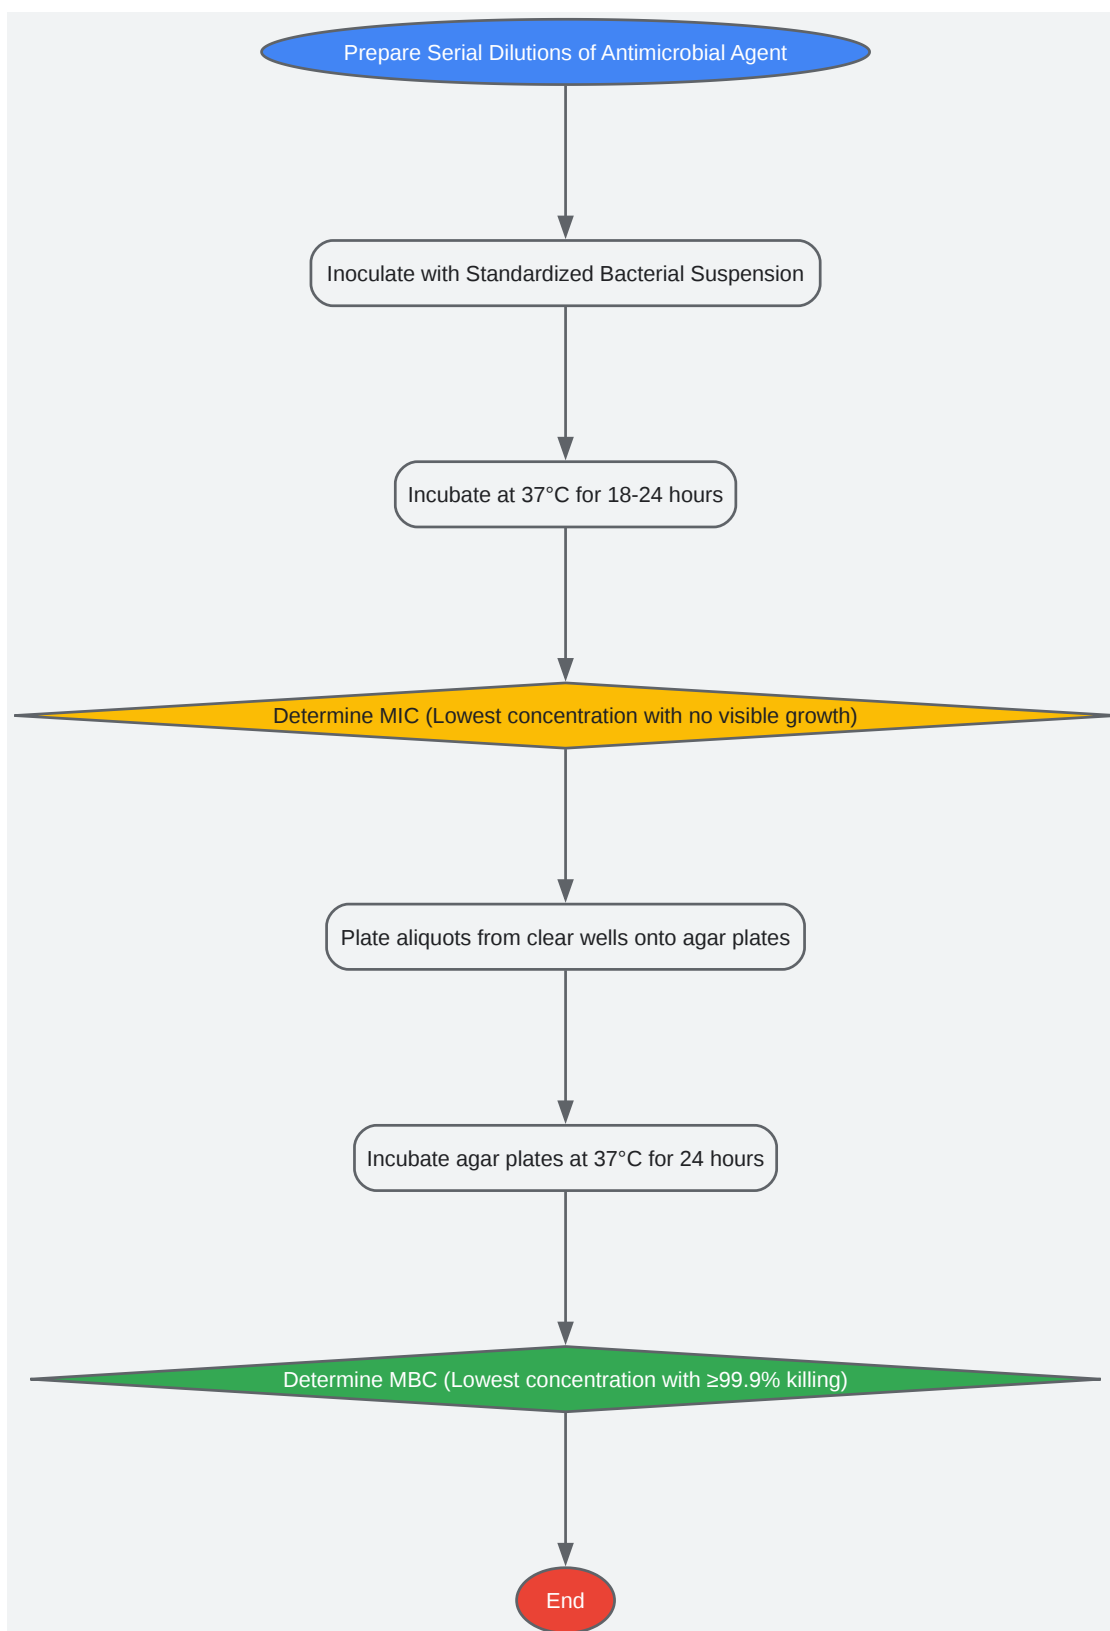 Prepare Serial Dilutions of Antimicrobial Agent
Inoculate with Standardized Bacterial Suspension
Incubate at 37°C for 18-24 hours
Determine MIC (Lowest concentration with no visible growth)
Plate aliquots from clear wells onto agar plates
Incubate agar plates at 37°C for 24 hours
Determine MBC (Lowest concentration with ≥99.9% killing)
End